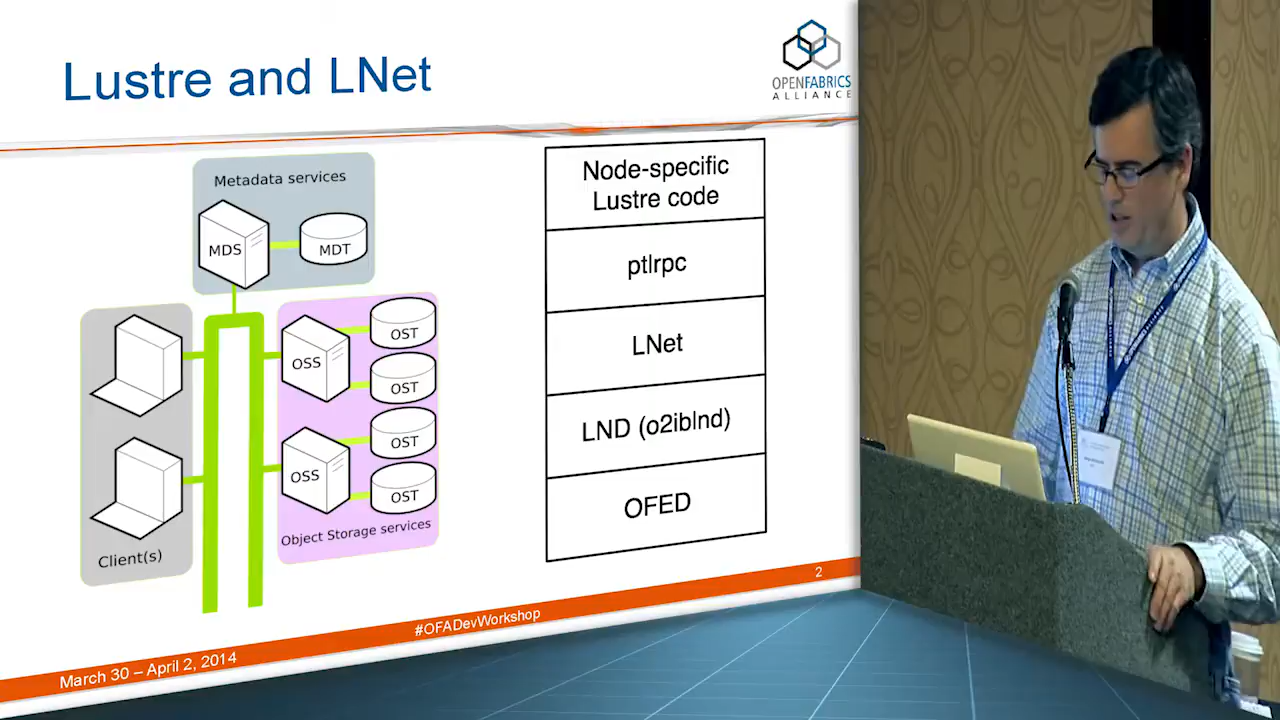 Lustre and LNet
OPENFABRICS
ALLIANCE
Metadata services
MDS
MDT
OSS
OST
OST
OSS
OST
OST
Object Storage services
Client(s)
Node-specific
Lustre code
ptlrpc
LNet
LND (o2iblnd)
OFED
2
#OFADevWorkshop
March 30 – April 2, 2014